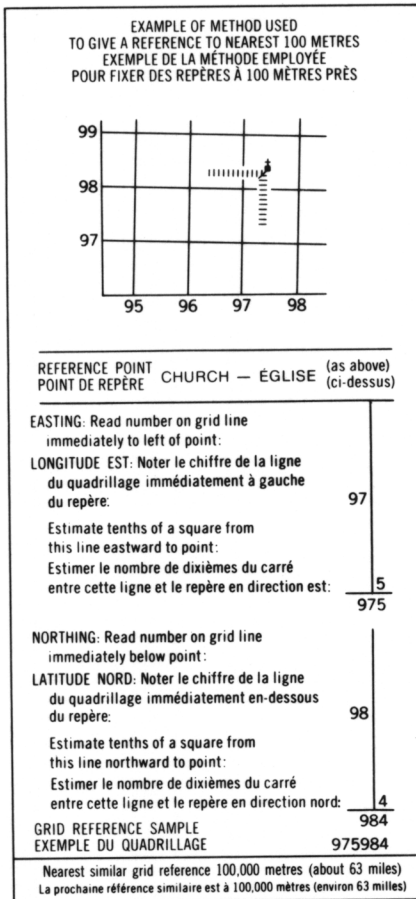 EXAMPLE OF METHOD USED
TO GIVE A REFERENCE TO NEAREST 100 METRES
EXEMPLE DE LA MÉTHODE EMPLOYÉE
POUR FIXER DES REPÈRES À 100 MÈTRES PRÈS
99
98
97
95 96 97 98
REFERENCE POINT CHURCH — ÉGLISE (as above)
POINT DE REPÈRE (ci-dessus)
EASTING: Read number on grid line
immediately to left of point:
LONGITUDE EST: Noter le chiffre de la ligne
du quadrillage immédiatement à gauche
du repère: 97
Estimate tenths of a square from
this line eastward to point:
Estimer le nombre de dixièmes du carré
entre cette ligne et le repère en direction est: 5
975
NORTHING: Read number on grid line
immediately below point:
LATITUDE NORD: Noter le chiffre de la ligne
du quadrillage immédiatement en-dessous
du repère: 98
Estimate tenths of a square from
this line northward to point:
Estimer le nombre de dixièmes du carré
entre cette ligne et le repère en direction nord: 4
GRID REFERENCE SAMPLE 984
EXEMPLE DU QUADRILLAGE 975984
Nearest similar grid reference 100,000 metres (about 63 miles)
La prochaine référence similaire est à 100,000 mètres (environ 63 milles)